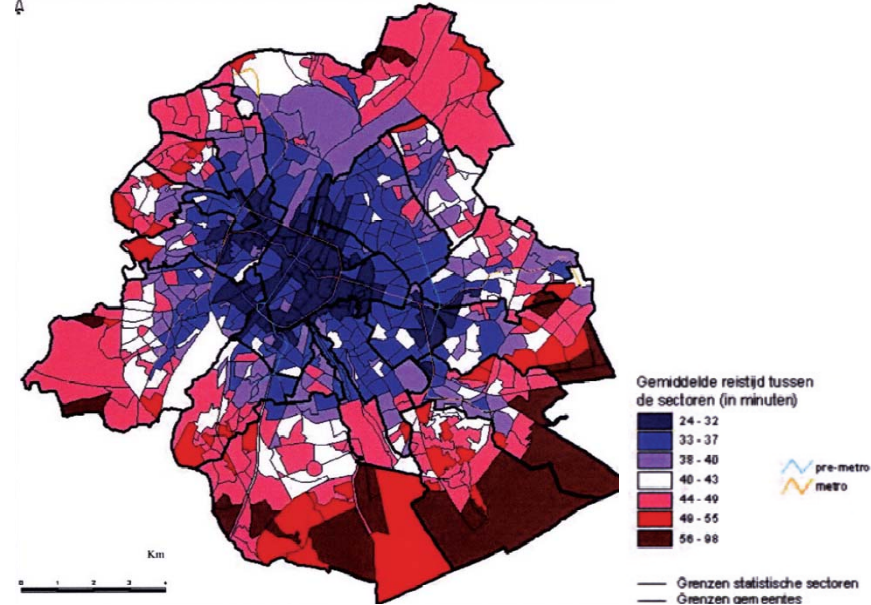 Gemiddelde reistijd tussen
de sectoren (in minuten)
24 - 32
33 - 37
38 - 40
40 - 43
44 - 49
49 - 55
56 - 98
pre-metro
metro
Km
0 1 2 3 4
Grenzen statistische sectoren
Grenzen gemeentes